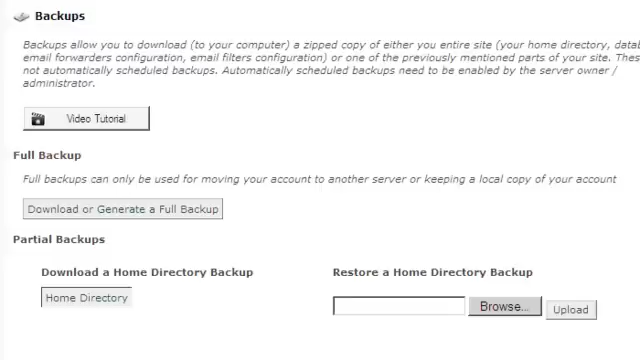 Backups
Backups allow you to download (to your computer) a zipped copy of either you entire site (your home directory,
email forwarders configuration, email filters configuration) or one of the previously mentioned parts of your site.
not automatically scheduled backups. Automatically scheduled backups need to be enabled by the server owner /
administrator.
Video Tutorial
Full Backup
Full backups can only be used for moving your account to another server or keeping a local copy of your account
Download or Generate a Full Backup
Partial Backups
Download a Home Directory Backup
Restore a Home Directory Backup
Home Directory
Browse...
Upload